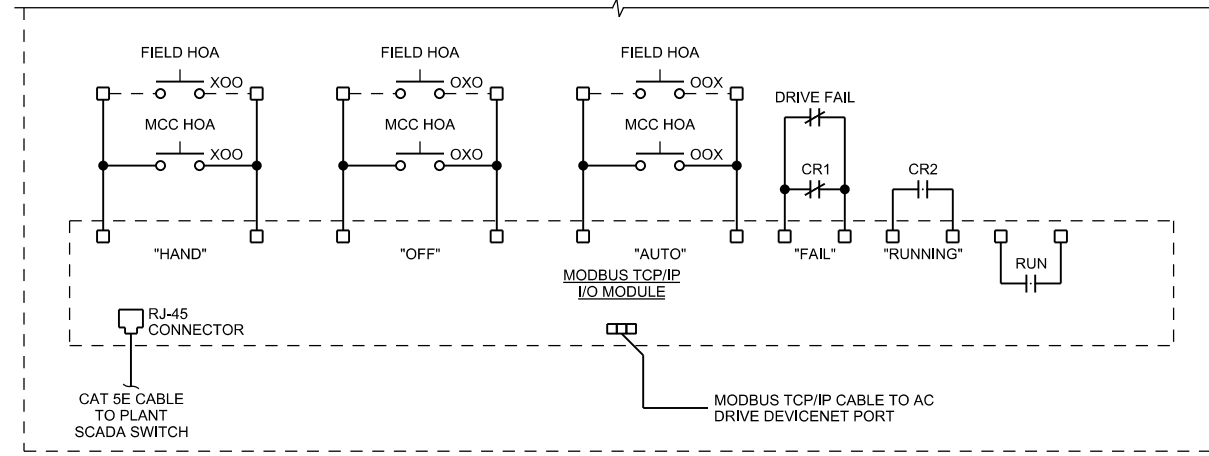 FIELD HOA
XOO
MCC HOA
XOO
"HAND"
FIELD HOA
OXO
MCC HOA
OXO
"OFF"
FIELD HOA
OOX
MCC HOA
OOX
"AUTO"
DRIVE FAIL
CR1
"FAIL"
CR2
"RUNNING"
RUN
MODBUS TCP/IP
I/O MODULE
RJ-45
CONNECTOR
CAT 5E CABLE
TO PLANT
SCADA SWITCH
MODBUS TCP/IP CABLE TO AC
DRIVE DEVICENET PORT